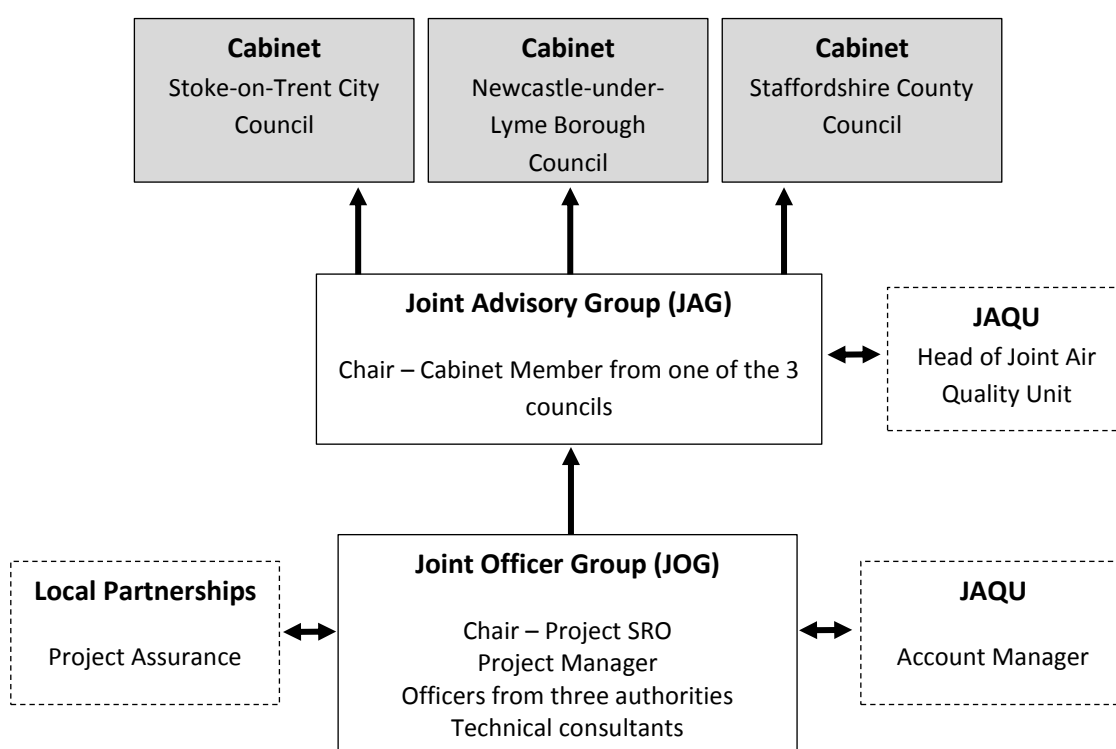 Cabinet
Stoke-on-Trent City
Council
Cabinet
Newcastle-under-
Lyme Borough
Council
Cabinet
Staffordshire County
Council
Joint Advisory Group (JAG)
Chair – Cabinet Member from one of the 3
councils
JAQU
Head of Joint Air
Quality Unit
Local Partnerships
Project Assurance
Joint Officer Group (JOG)
Chair – Project SRO
Project Manager
Officers from three authorities
Technical consultants
JAQU
Account Manager